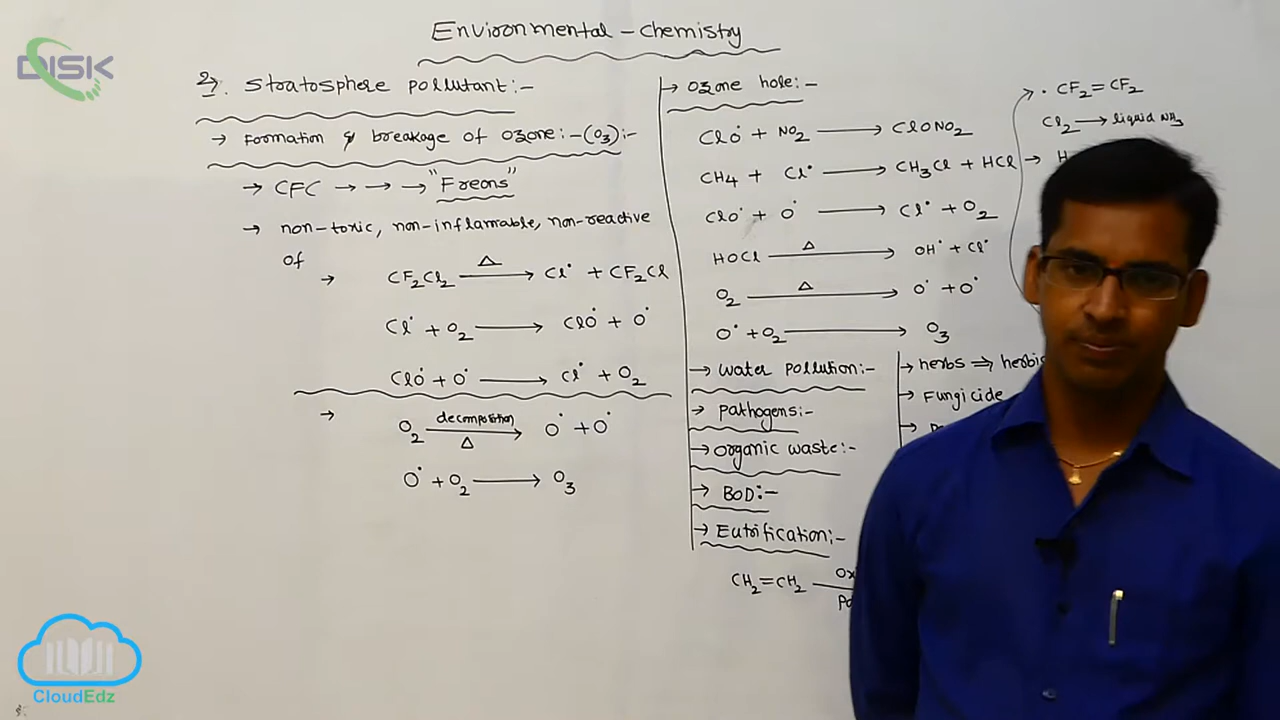 Environmental - chemistry
DISK
2). Stratosphere pollutant:-
→ Formation & breakage of Ozone:-(O3):-
→ CFC → → → "Freons"
→ non-toxic, non-inflamable, non-reactive
of → CF2Cl2 —Δ→ Cl• + CF2Cl
Cl• + O2 → ClO• + O•
ClO• + O• → Cl• + O2
→ O2 —decomposition Δ→ O• + O•
O• + O2 → O3
→ Ozone hole:-
ClO• + NO2 → ClONO2
CH4 + Cl• → CH3Cl + HCl →
ClO• + O• → Cl• + O2
HOCl —Δ→ OH• + Cl•
O2 —Δ→ O• + O•
O• + O2 → O3
→ water pollution:-
→ pathogens:-
→ organic waste:-
→ BOD:-
→ Eutrification:-
CH2=CH2
→ herbs ⇒
→ Fungicide
→
→ • CF2=CF2
Cl2 → liquid NH3
CloudEdz